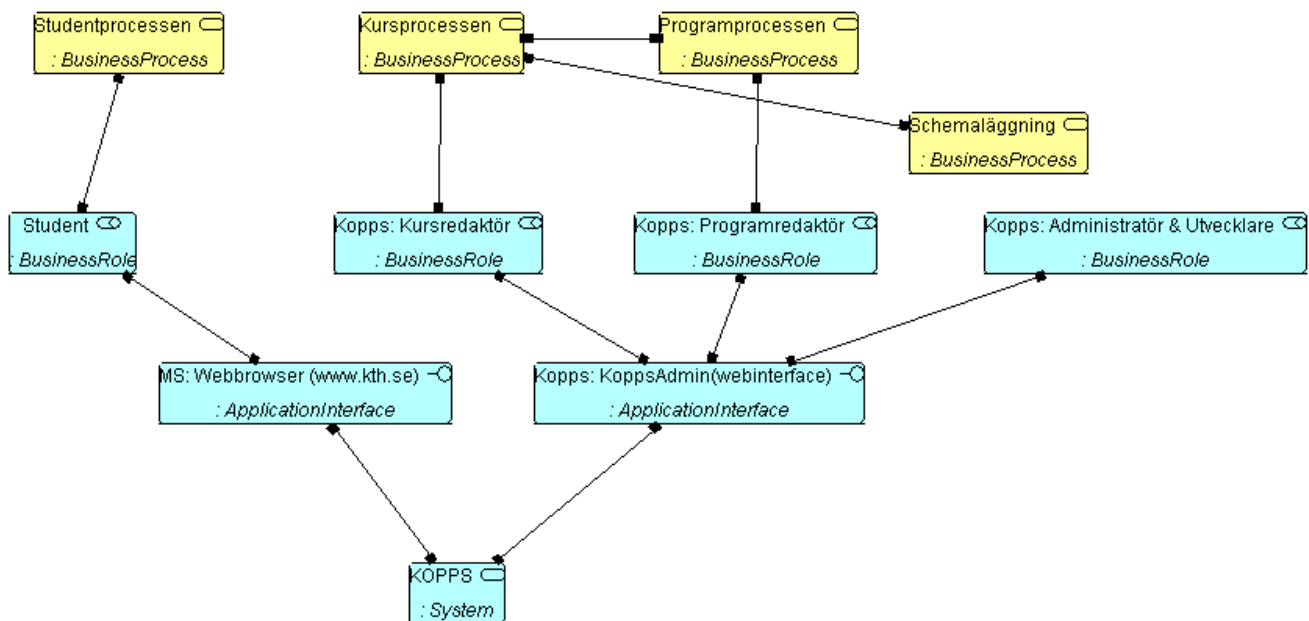 Studentprocessen
: BusinessProcess
Kursprocessen
: BusinessProcess
Programprocessen
: BusinessProcess
Schemaläggning
: BusinessProcess
Student
: BusinessRole
Kopps: Kursredaktör
: BusinessRole
Kopps: Programredaktör
: BusinessRole
Kopps: Administratör & Utvecklare
: BusinessRole
MS: Webbrowser (www.kth.se)
: ApplicationInterface
Kopps: KoppsAdmin(webinterface)
: ApplicationInterface
KOPPS
: System